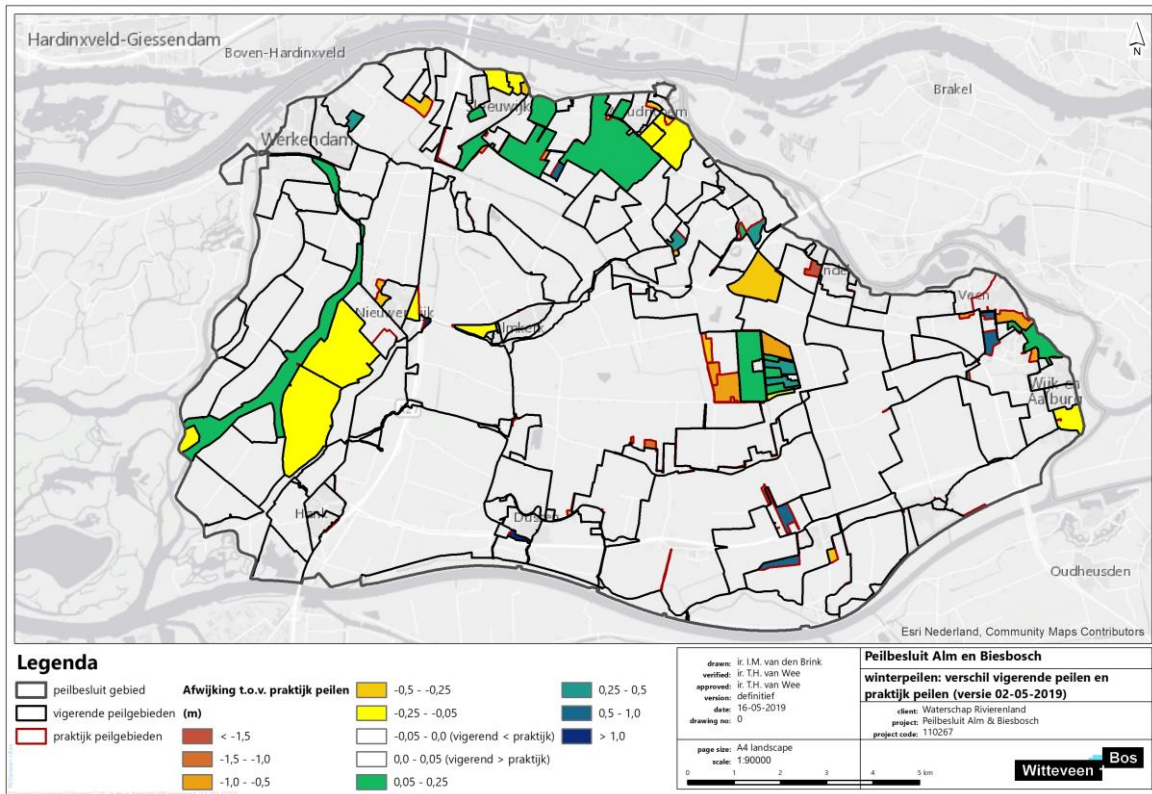 Hardinxveld-Giessendam
Boven-Hardinxveld
N
Brakel
Werkendam
Veen
Nieuwendijk
Wijk en
Aalburg
Hank
Dussen
Oudheusden
Esri Nederland, Community Maps Contributors
Legenda
peilbesluit gebied
vigerende peilgebieden
praktijk peilgebieden
Afwijking t.o.v. praktijk peilen
(m)
< -1,5
-1,5 - -1,0
-1,0 - -0,5
-0,5 - -0,25
-0,25 - -0,05
-0,05 - 0,0 (vigerend < praktijk)
0,0 - 0,05 (vigerend > praktijk)
0,05 - 0,25
0,25 - 0,5
0,5 - 1,0
> 1,0
drawn: ir. I.M. van den Brink
verified: ir. T.H. van Wee
approved: ir. T.H. van Wee
version: definitief
date: 16-05-2019
drawing no: 0
Peilbesluit Alm en Biesbosch
winterpeilen: verschil vigerende peilen en
praktijk peilen (versie 02-05-2019)
client: Waterschap Rivierenland
project: Peilbesluit Alm & Biesbosch
project code: 110267
page size: A4 landscape
scale: 1:90000
0 1 2 3 4 5 km
Witteveen + Bos